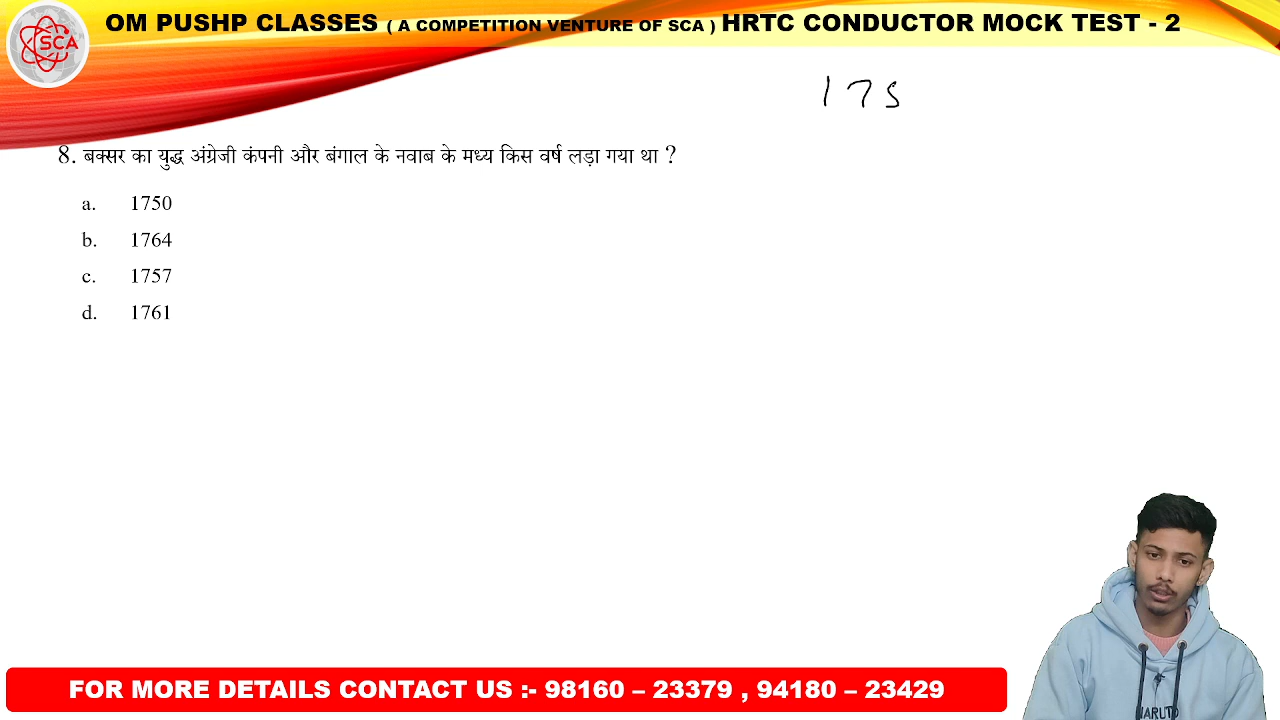 OM PUSHP CLASSES ( A COMPETITION VENTURE OF SCA ) HRTC CONDUCTOR MOCK TEST - 2
SCA
175
8. बक्सर का युद्ध अंग्रेजी कंपनी और बंगाल के नवाब के मध्य किस वर्ष लड़ा गया था ?
a. 1750
b. 1764
c. 1757
d. 1761
NARUTO
FOR MORE DETAILS CONTACT US :- 98160 – 23379 , 94180 – 23429